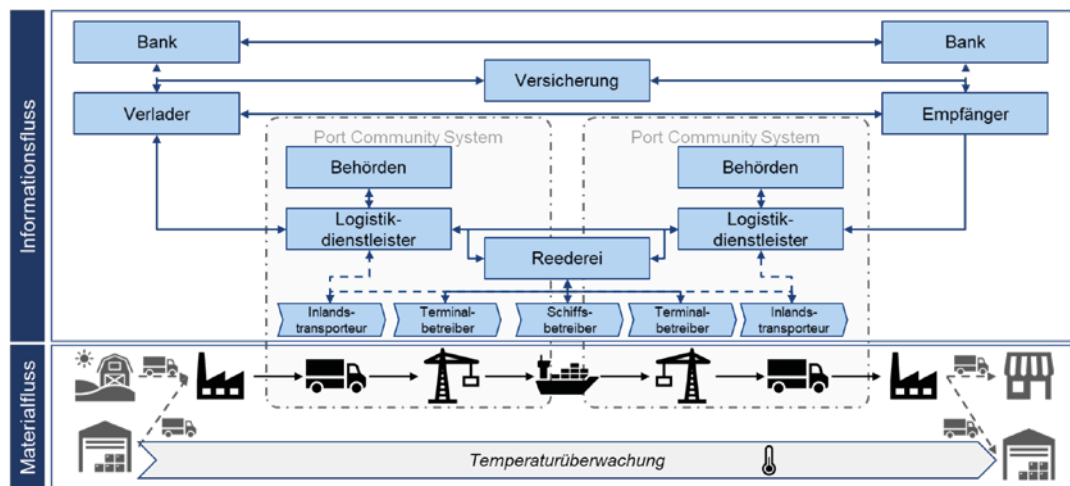 Informationsfluss
Bank
Bank
Versicherung
Verlader
Empfänger
Port Community System
Port Community System
Behörden
Behörden
Logistik-
dienstleister
Logistik-
dienstleister
Reederei
Inlands-
transporteur
Terminal-
betreiber
Schiffs-
betreiber
Terminal-
betreiber
Inlands-
transporteur
Materialfluss
Temperaturüberwachung